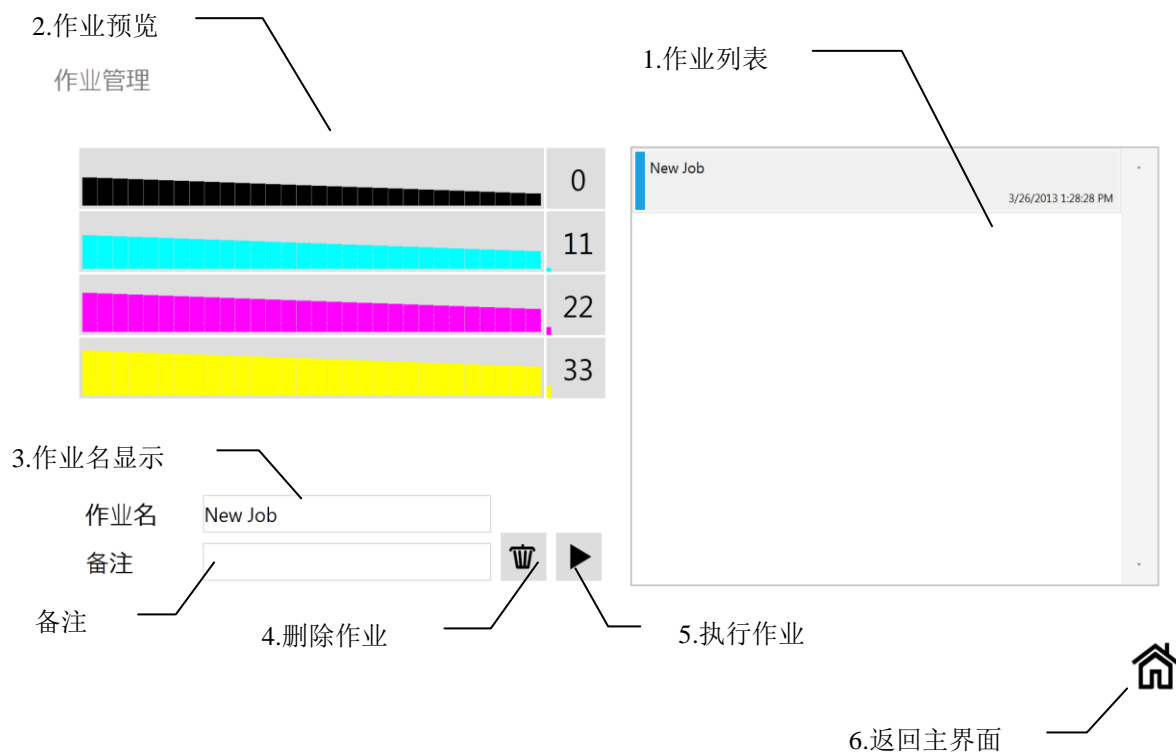 2.作业预览
1.作业列表
作业管理
0
New Job
3/26/2013 1:28:28 PM
11
22
33
3.作业名显示
作业名
New Job
备注
备注
4.删除作业
5.执行作业
6.返回主界面